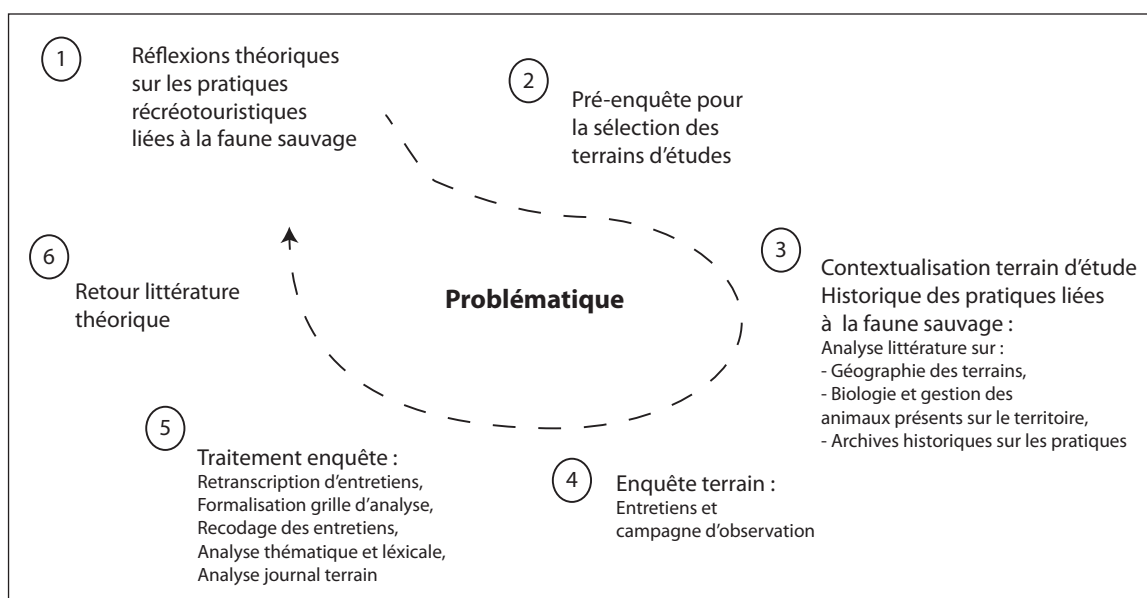 1
Réflexions théoriques
sur les pratiques
récréotouristiques
liées à la faune sauvage
2
Pré-enquête pour
la sélection des
terrains d'études
3
Contextualisation terrain d'étude
Historique des pratiques liées
à la faune sauvage :
Analyse littérature sur :
- Géographie des terrains,
- Biologie et gestion des
animaux présents sur le territoire,
- Archives historiques sur les pratiques
Problématique
4
Enquête terrain :
Entretiens et
campagne d'observation
5
Traitement enquête :
Retranscription d'entretiens,
Formalisation grille d'analyse,
Recodage des entretiens,
Analyse thématique et léxicale,
Analyse journal terrain
6
Retour littérature
théorique